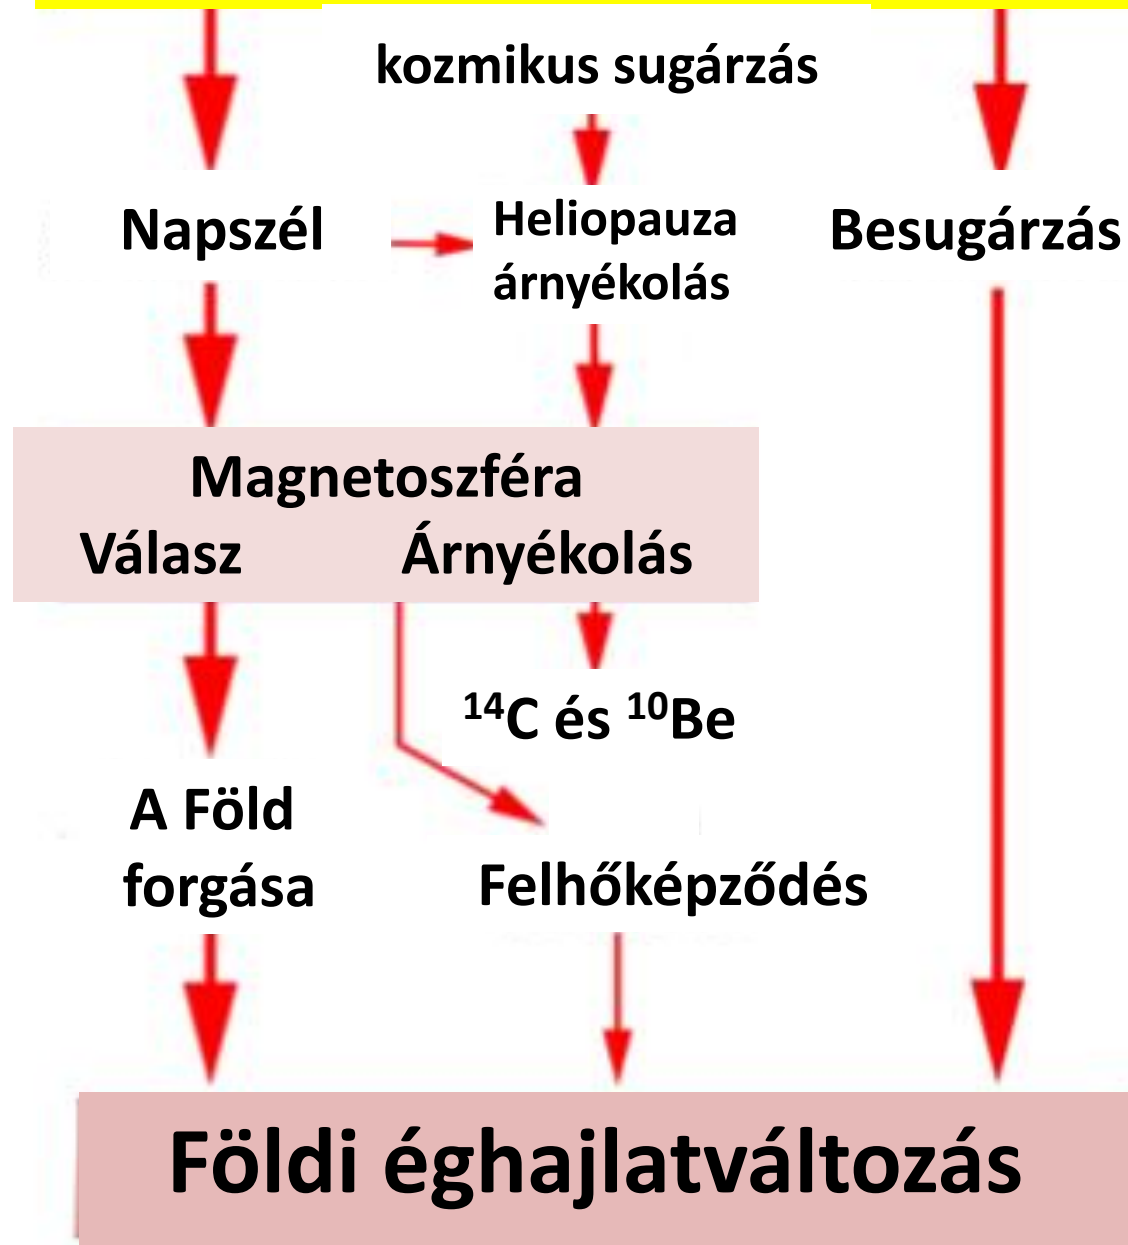 kozmikus sugárzás
Napszél
Heliopauza
árnyékolás
Besugárzás
Magnetoszféra
Válasz Árnyékolás
¹⁴C és ¹⁰Be
A Föld
forgása
Felhőképződés
Földi éghajlatváltozás